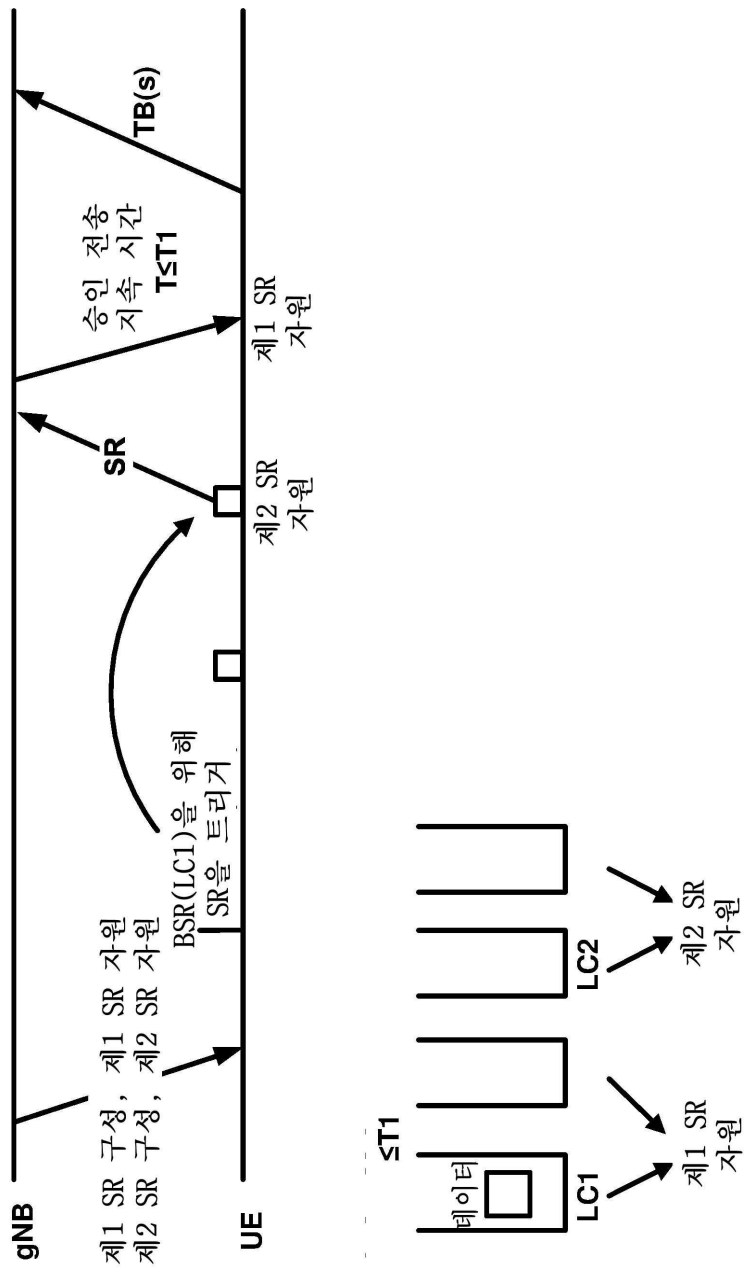 gNB
제1 SR 구성, 제1 SR 자원
제2 SR 구성, 제2 SR 자원
BSR(LC1)을 위해
SR을 트리거
SR
승인 전송
지속 시간
T≤T1
TB(s)
UE
제2 SR
자원
제1 SR
자원
≤T1
데이터
LC1
LC2
제1 SR
자원
제2 SR
자원